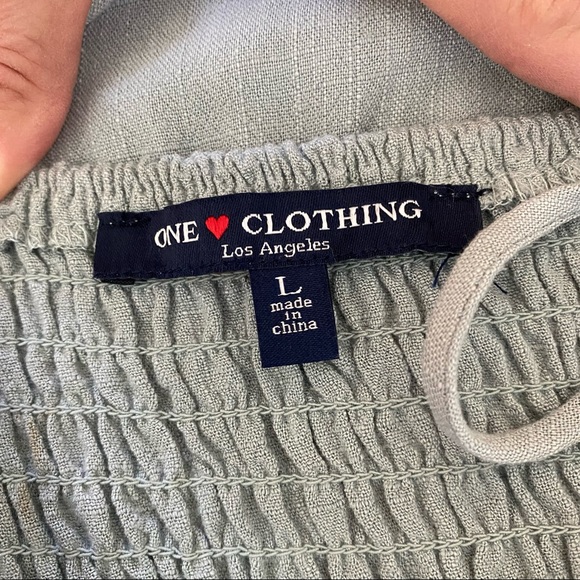 ONE ♥ CLOTHING
Los Angeles
L
made
in
china